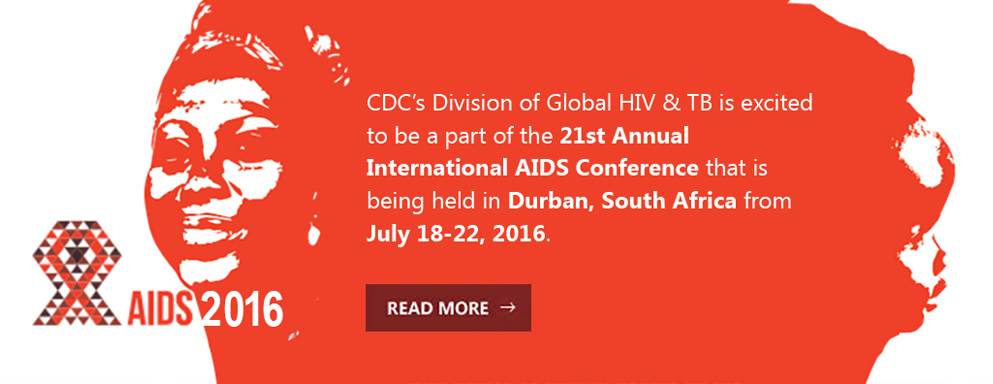 CDC’s Division of Global HIV & TB is excited
to be a part of the 21st Annual
International AIDS Conference that is
being held in Durban, South Africa from
July 18-22, 2016.
AIDS 2016
READ MORE →